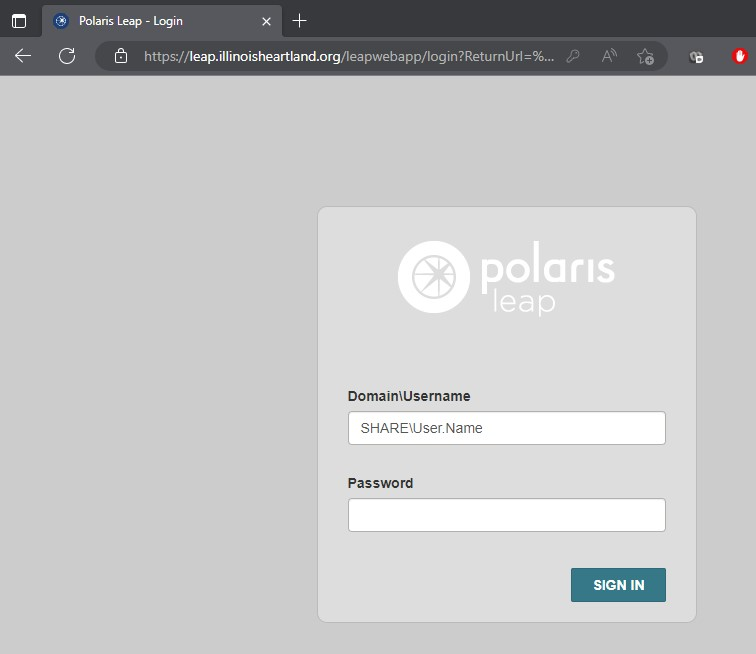 Polaris Leap - Login
https://leap.illinoisheartland.org/leapwebapp/login?ReturnUrl=%...
polaris
leap
Domain\Username
SHARE\User.Name
Password
SIGN IN